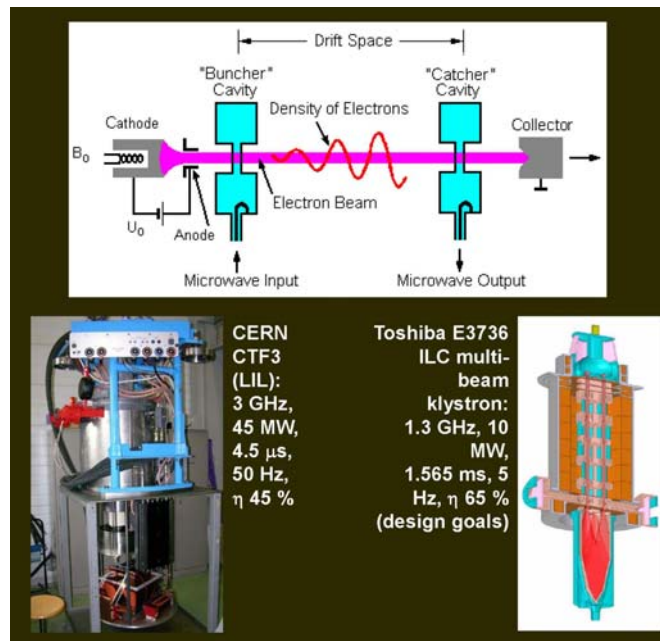 Drift Space
"Buncher"
Cavity
"Catcher"
Cavity
Density of Electrons
Cathode
Collector
B₀
Electron Beam
U₀
Anode
Microwave Input
Microwave Output
CERN
CTF3
(LIL):
3 GHz,
45 MW,
4.5 μs,
50 Hz,
η 45 %
Toshiba E3736
ILC multi-
beam
klystron:
1.3 GHz, 10
MW,
1.565 ms, 5
Hz, η 65 %
(design goals)